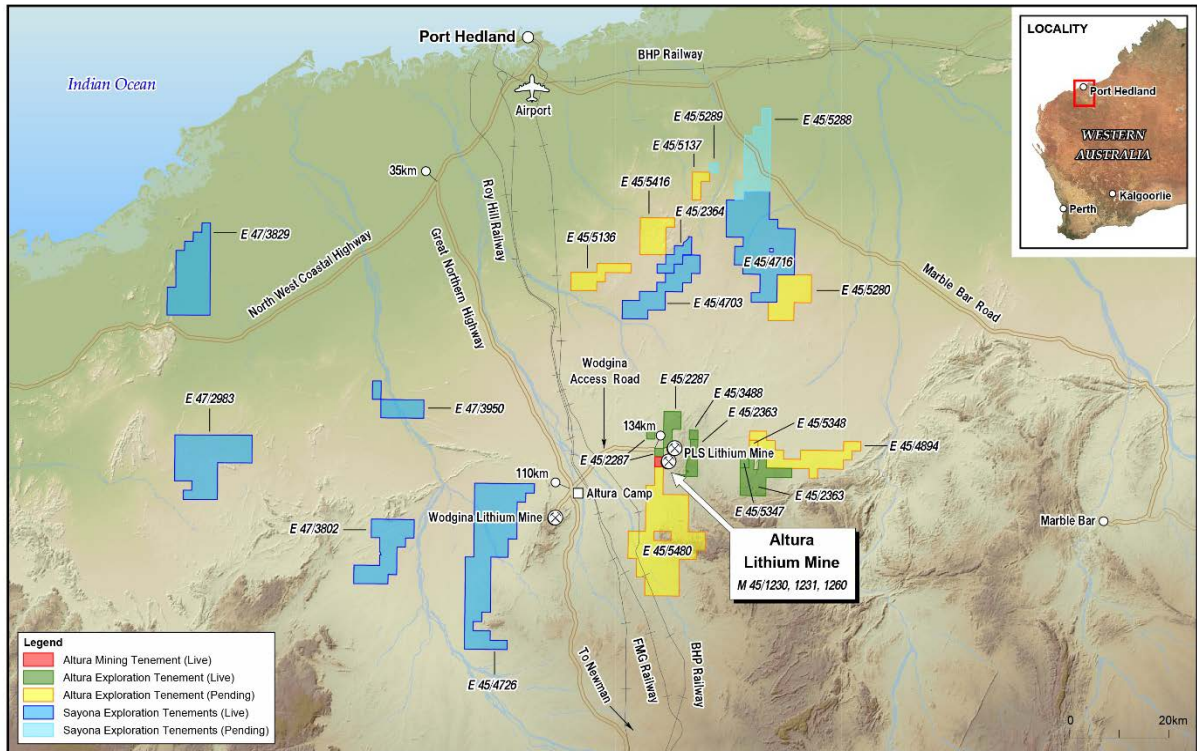 Port Hedland
BHP Railway
Indian Ocean
Airport
LOCALITY
Port Hedland
WESTERN
AUSTRALIA
Kalgoorlie
Perth
E 45/5289
E 45/5288
E 45/5137
35km
E 45/5416
E 45/2364
Roy Hill Railway
E 47/3829
E 45/5136
E 45/4716
North West Coastal Highway
Great Northern Highway
E 45/4703
E 45/5280
Marble Bar Road
Wodgina
Access Road
E 45/2287
E 47/2983
E 47/3950
E 45/3488
E 45/2363
134km
E 45/5348
E 45/4894
E 45/2287
PLS Lithium Mine
110km
Altura Camp
E 45/2363
E 45/5347
Wodgina Lithium Mine
Marble Bar
E 47/3802
E 45/5480
Altura
Lithium Mine
M 45/1230, 1231, 1260
E 45/4726
To Newman
FMG Railway
BHP Railway
Legend
Altura Mining Tenement (Live)
Altura Exploration Tenement (Live)
Altura Exploration Tenement (Pending)
Sayona Exploration Tenements (Live)
Sayona Exploration Tenements (Pending)
0 20km